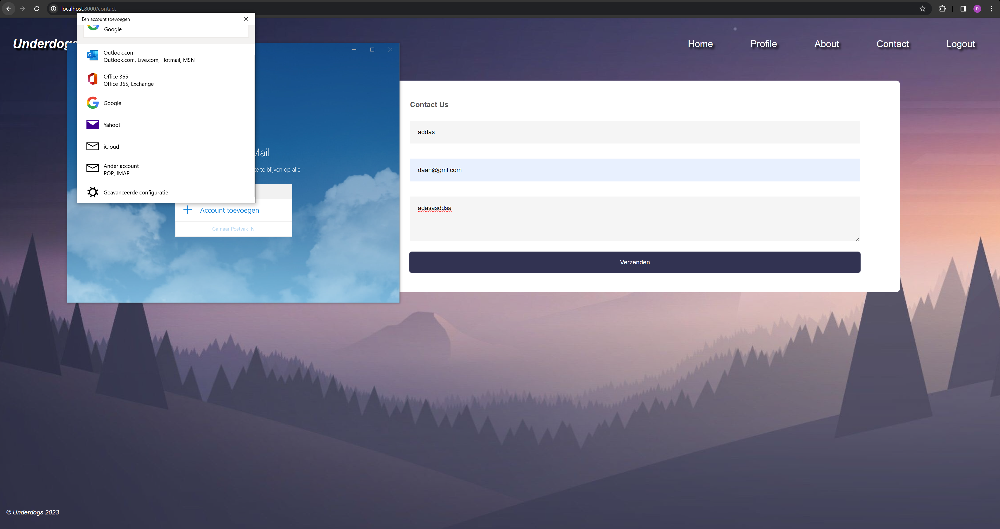 localhost:8000/contact
Een account toevoegen
Google
Underdogs
Home
Profile
About
Contact
Logout
Outlook.com
Outlook.com, Live.com, Hotmail, MSN
Office 365
Office 365, Exchange
Google
Yahoo!
iCloud
Ander account
POP, IMAP
Geavanceerde configuratie
Mail
te blijven op alle
Account toevoegen
Ga naar Postvak IN
Contact Us
addas
daan@gml.com
adasasddsa
Verzenden
D
© Underdogs 2023